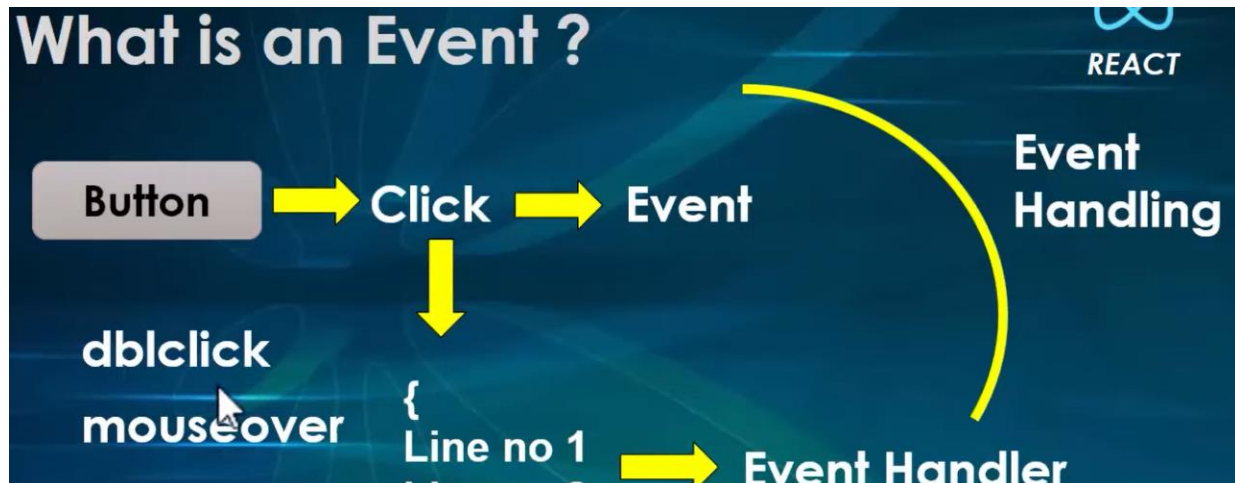 What is an Event ?
REACT
Event
Handling
Button Click Event
dblclick
mouseover
{
Line no 1
Event Handler